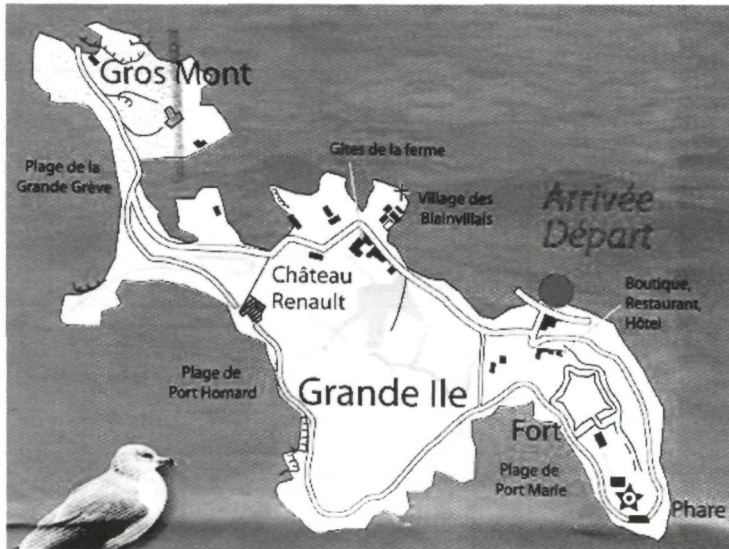 Gros Mont
Plage de la
Grande Grève
Gîtes de la ferme
Village des
Blainvillais
Arrivée
Départ
Château
Renault
Boutique,
Restaurant,
Hôtel
Plage de
Port Homard
Grande Ile
Fort
Plage de
Port Marie
Phare